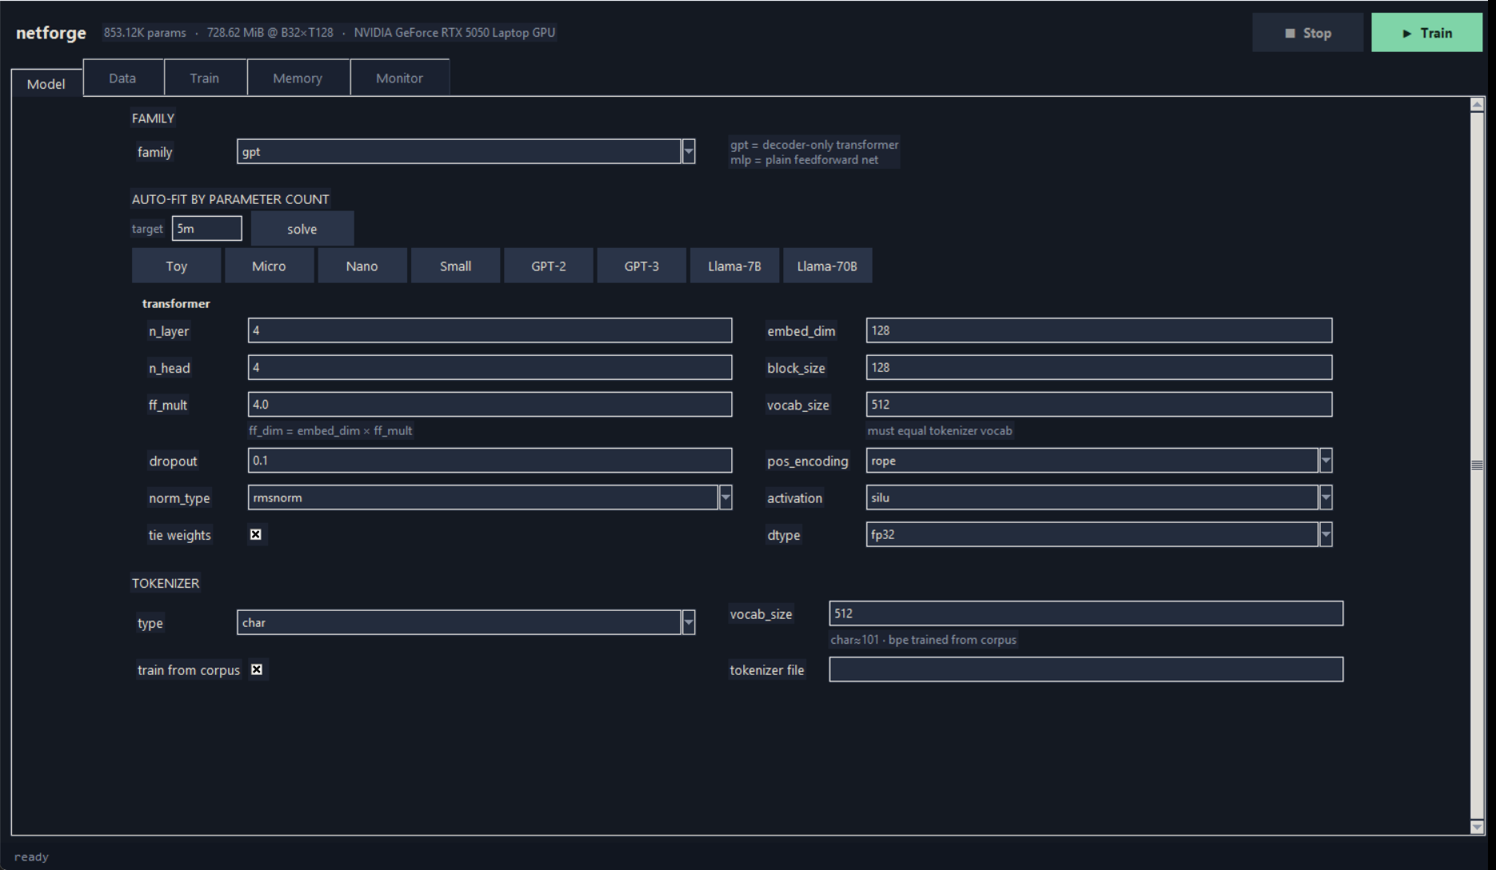 netforge 853.12K params · 728.62 MiB @ B32×T128 · NVIDIA GeForce RTX 5050 Laptop GPU
■ Stop
► Train
Model
Data
Train
Memory
Monitor
FAMILY
family
gpt
gpt = decoder-only transformer
mlp = plain feedforward net
AUTO-FIT BY PARAMETER COUNT
target 5m solve
Toy Micro Nano Small GPT-2 GPT-3 Llama-7B Llama-70B
transformer
n_layer 4 embed_dim 128
n_head 4 block_size 128
ff_mult 4.0 vocab_size 512
ff_dim = embed_dim × ff_mult must equal tokenizer vocab
dropout 0.1 pos_encoding rope
norm_type rmsnorm activation silu
tie weights dtype fp32
TOKENIZER
type char vocab_size 512
char≈101 · bpe trained from corpus
train from corpus tokenizer file
ready